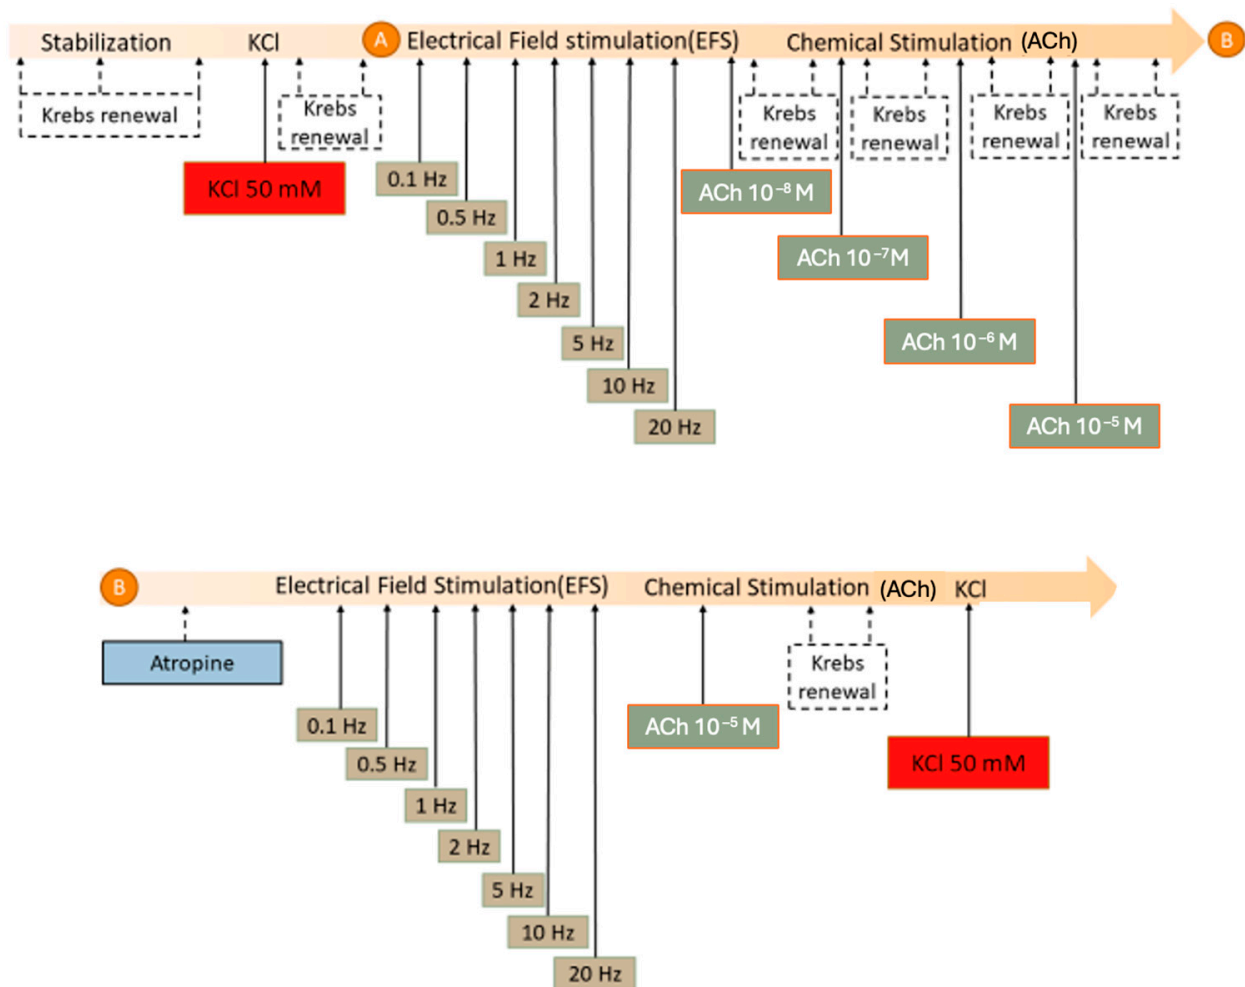 Stabilization
KCl
A
Electrical Field stimulation(EFS)
Chemical Stimulation (ACh)
B
Krebs renewal
Krebs
renewal
Krebs
renewal
Krebs
renewal
Krebs
renewal
Krebs
renewal
KCl 50 mM
0.1 Hz
0.5 Hz
1 Hz
2 Hz
5 Hz
10 Hz
20 Hz
ACh 10⁻⁸ M
ACh 10⁻⁷M
ACh 10⁻⁶ M
ACh 10⁻⁵ M
B
Electrical Field Stimulation(EFS)
Chemical Stimulation (ACh)
KCl
Atropine
Krebs
renewal
0.1 Hz
0.5 Hz
1 Hz
2 Hz
5 Hz
10 Hz
20 Hz
ACh 10⁻⁵ M
KCl 50 mM